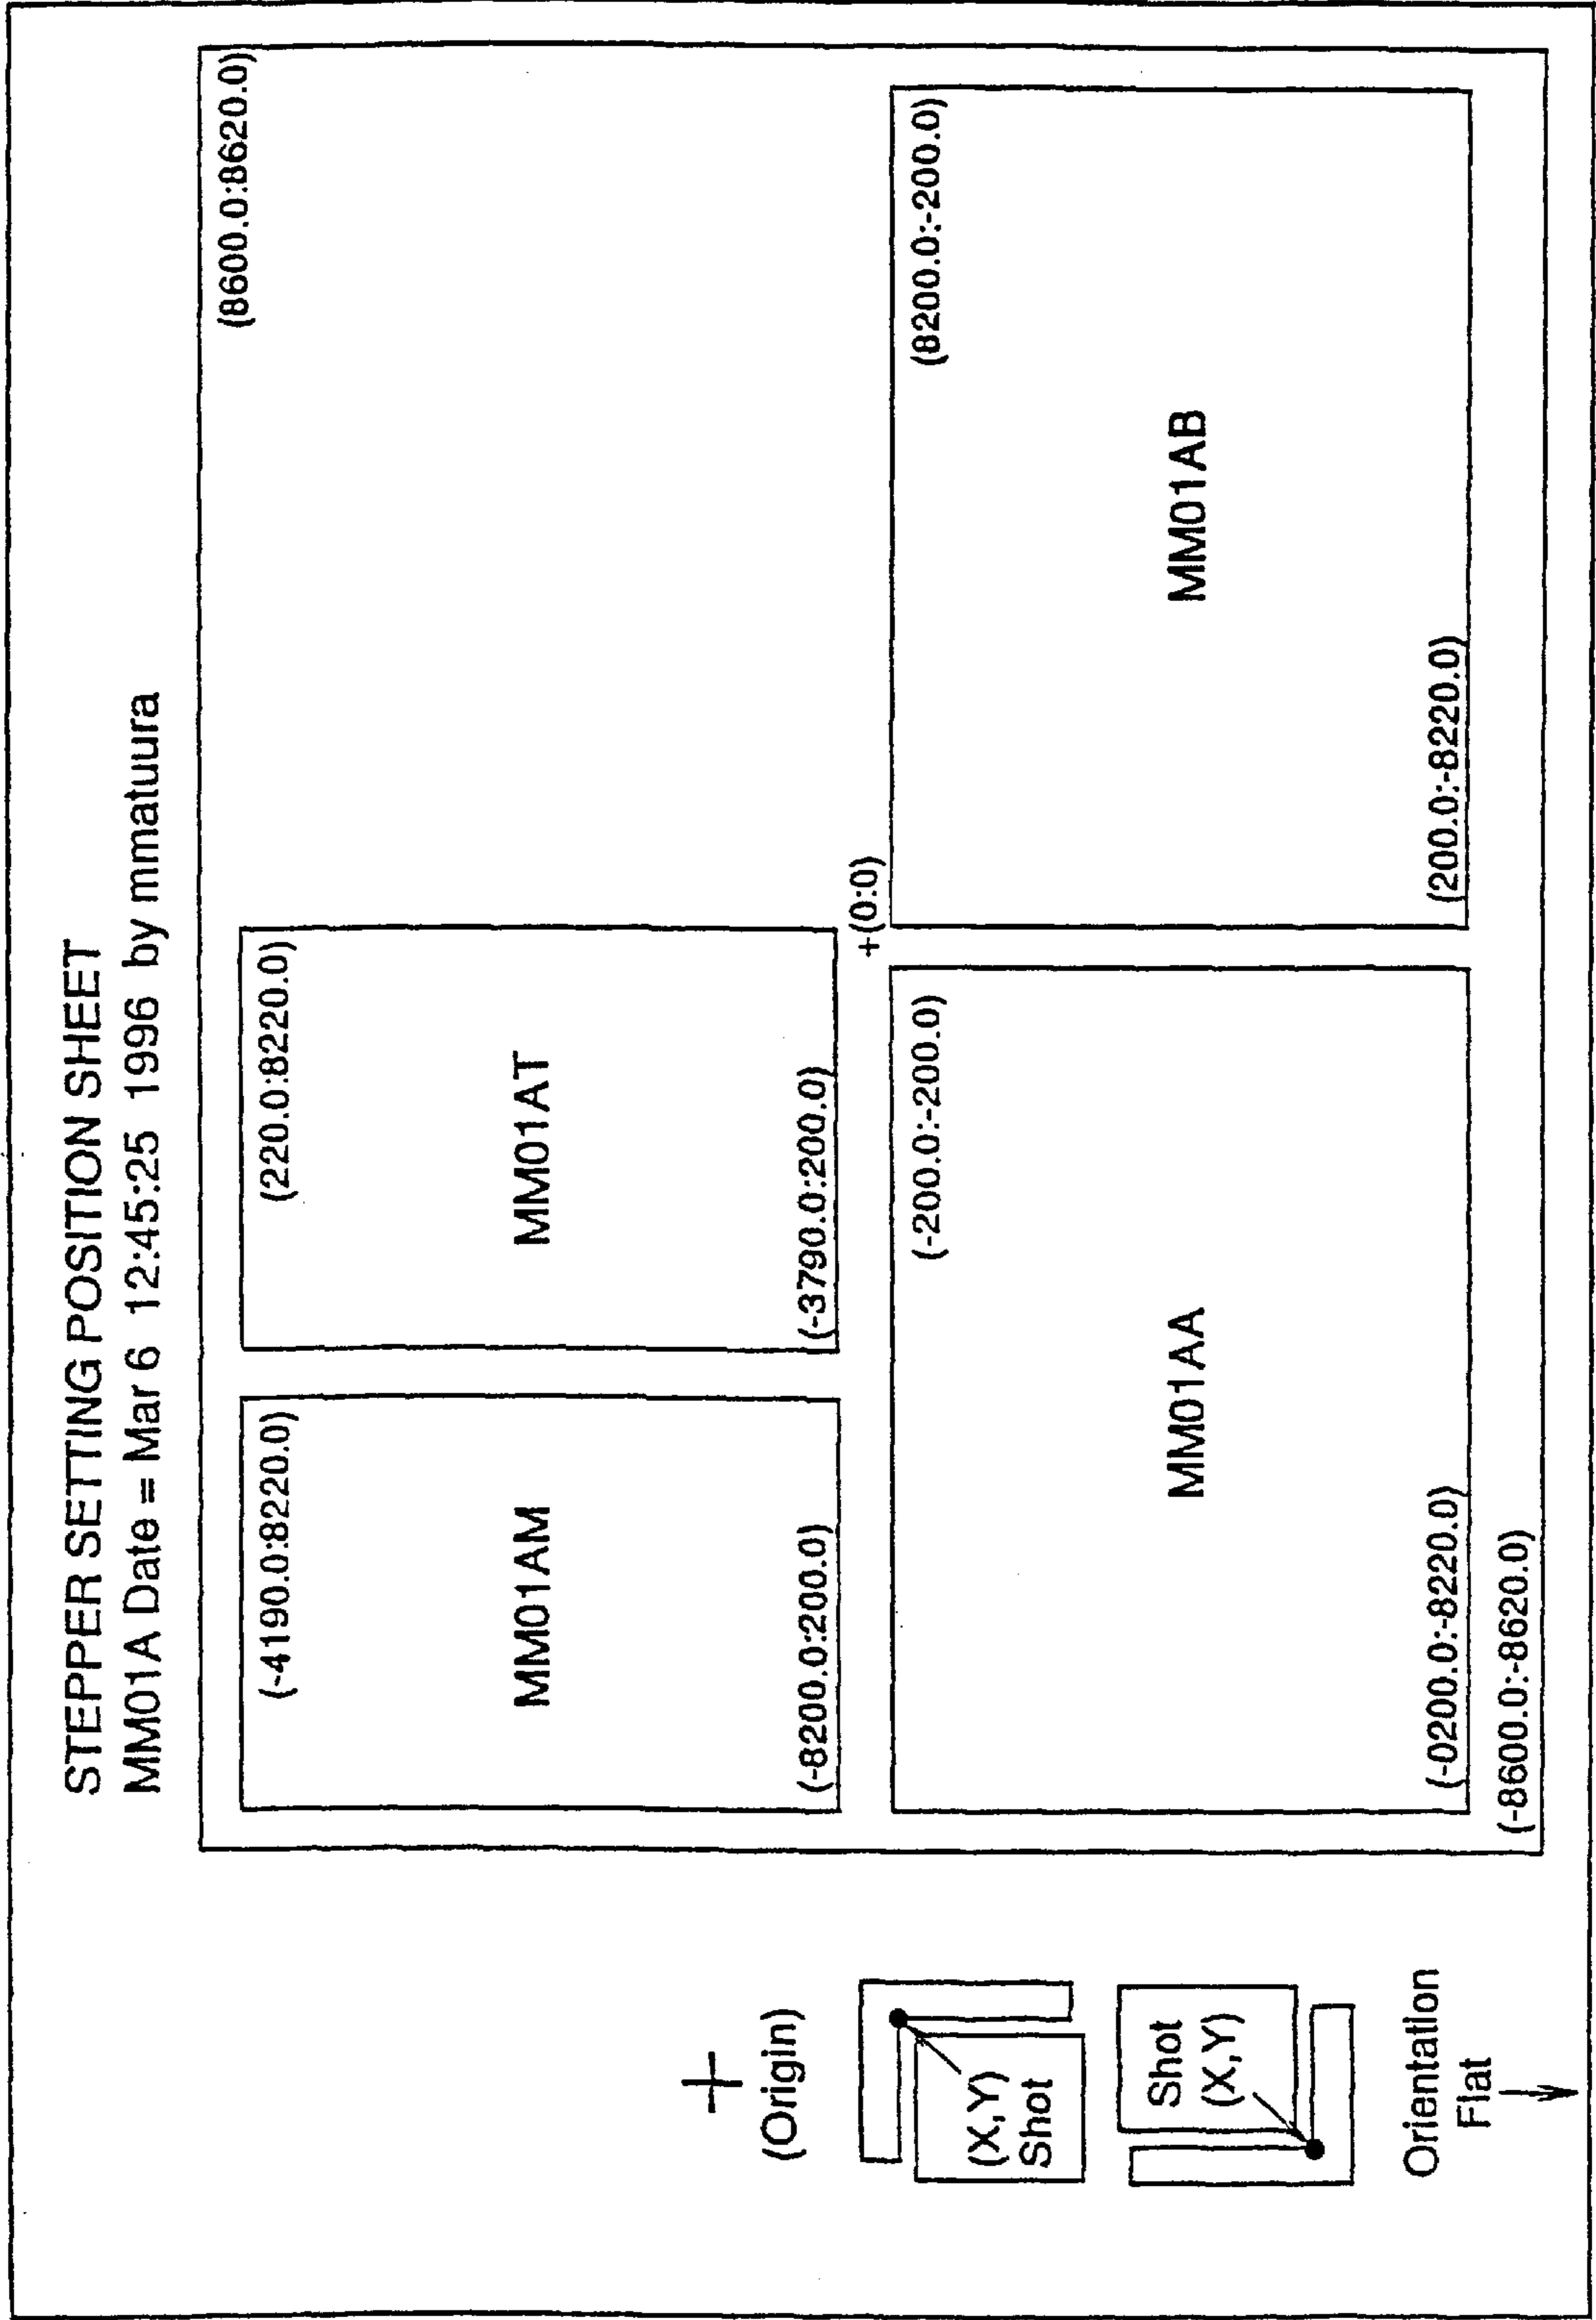 STEPPER SETTING POSITION SHEET
MM01A Date = Mar 6 12:45:25 1996 by mmatuura
(8600.0:8620.0)
(-4190.0:8220.0)
MM01AM
(-8200.0:200.0)
(220.0:8220.0)
MM01AT
(-3790.0:200.0)
+(0:0)
(-200.0:-200.0)
MM01AA
(-0200.0:-8220.0)
(8200.0:-200.0)
MM01AB
(200.0:-8220.0)
(-8600.0:-8620.0)
(Origin)
(X,Y)
Shot
Shot
(X,Y)
Orientation
Flat